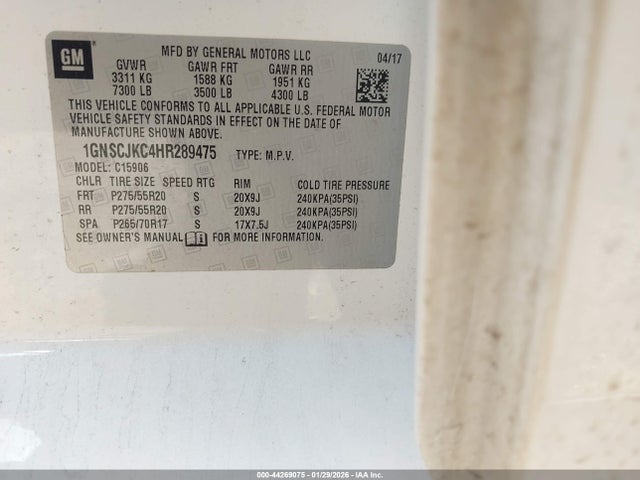 GM
MFD BY GENERAL MOTORS LLC 04/17
GVWR GAWR FRT GAWR RR
3311 KG 1588 KG 1951 KG
7300 LB 3500 LB 4300 LB
THIS VEHICLE CONFORMS TO ALL APPLICABLE U.S. FEDERAL MOTOR
VEHICLE SAFETY STANDARDS IN EFFECT ON THE DATE OF
MANUFACTURE SHOWN ABOVE.
1GNSCJKC4HR289475 TYPE: M.P.V.
MODEL: C15906
CHLR TIRE SIZE SPEED RTG RIM COLD TIRE PRESSURE
FRT P275/55R20 S 20X9J 240KPA(35PSI)
RR P275/55R20 S 20X9J 240KPA(35PSI)
SPA P265/70R17 S 17X7.5J 240KPA(35PSI)
SEE OWNER'S MANUAL FOR MORE INFORMATION.
000-44269075 - 01/29/2026 - IAAI.COM